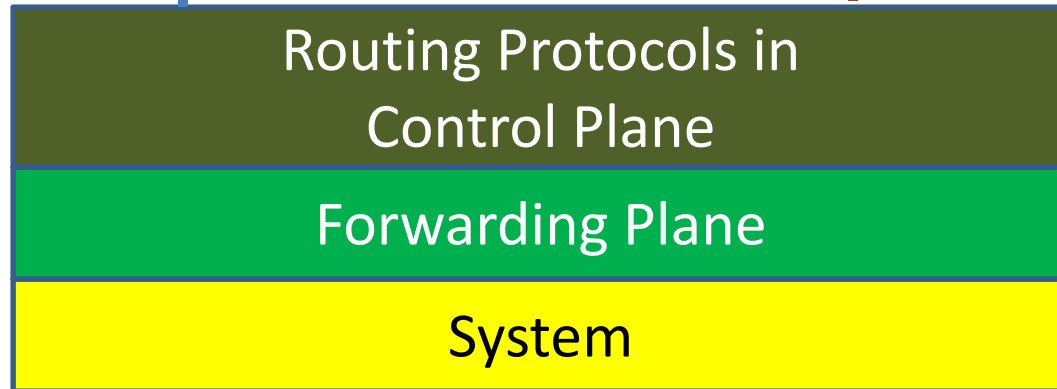 Routing Protocols in
Control Plane
Forwarding Plane
System